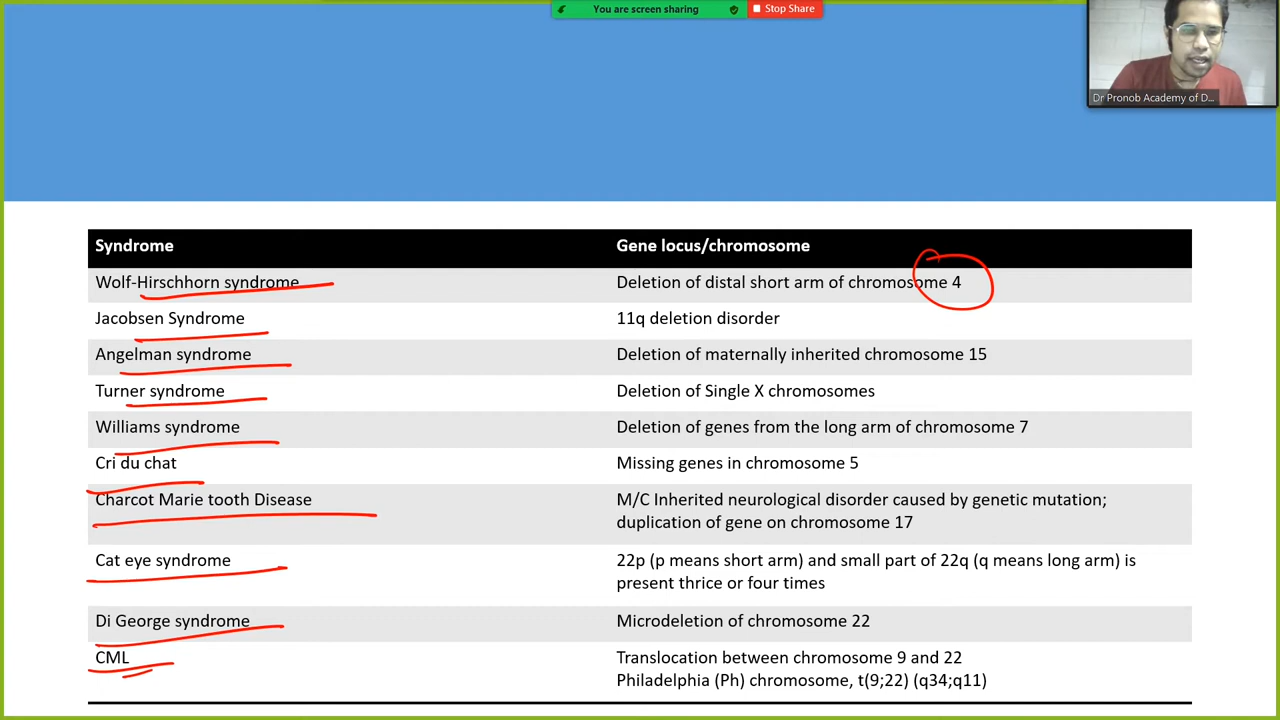 You are screen sharing
Stop Share
Dr Pronob Academy of D...
Syndrome
Gene locus/chromosome
Wolf-Hirschhorn syndrome
Deletion of distal short arm of chromosome 4
Jacobsen Syndrome
11q deletion disorder
Angelman syndrome
Deletion of maternally inherited chromosome 15
Turner syndrome
Deletion of Single X chromosomes
Williams syndrome
Deletion of genes from the long arm of chromosome 7
Cri du chat
Missing genes in chromosome 5
Charcot Marie tooth Disease
M/C Inherited neurological disorder caused by genetic mutation;
duplication of gene on chromosome 17
Cat eye syndrome
22p (p means short arm) and small part of 22q (q means long arm) is
present thrice or four times
Di George syndrome
Microdeletion of chromosome 22
CML
Translocation between chromosome 9 and 22
Philadelphia (Ph) chromosome, t(9;22) (q34;q11)